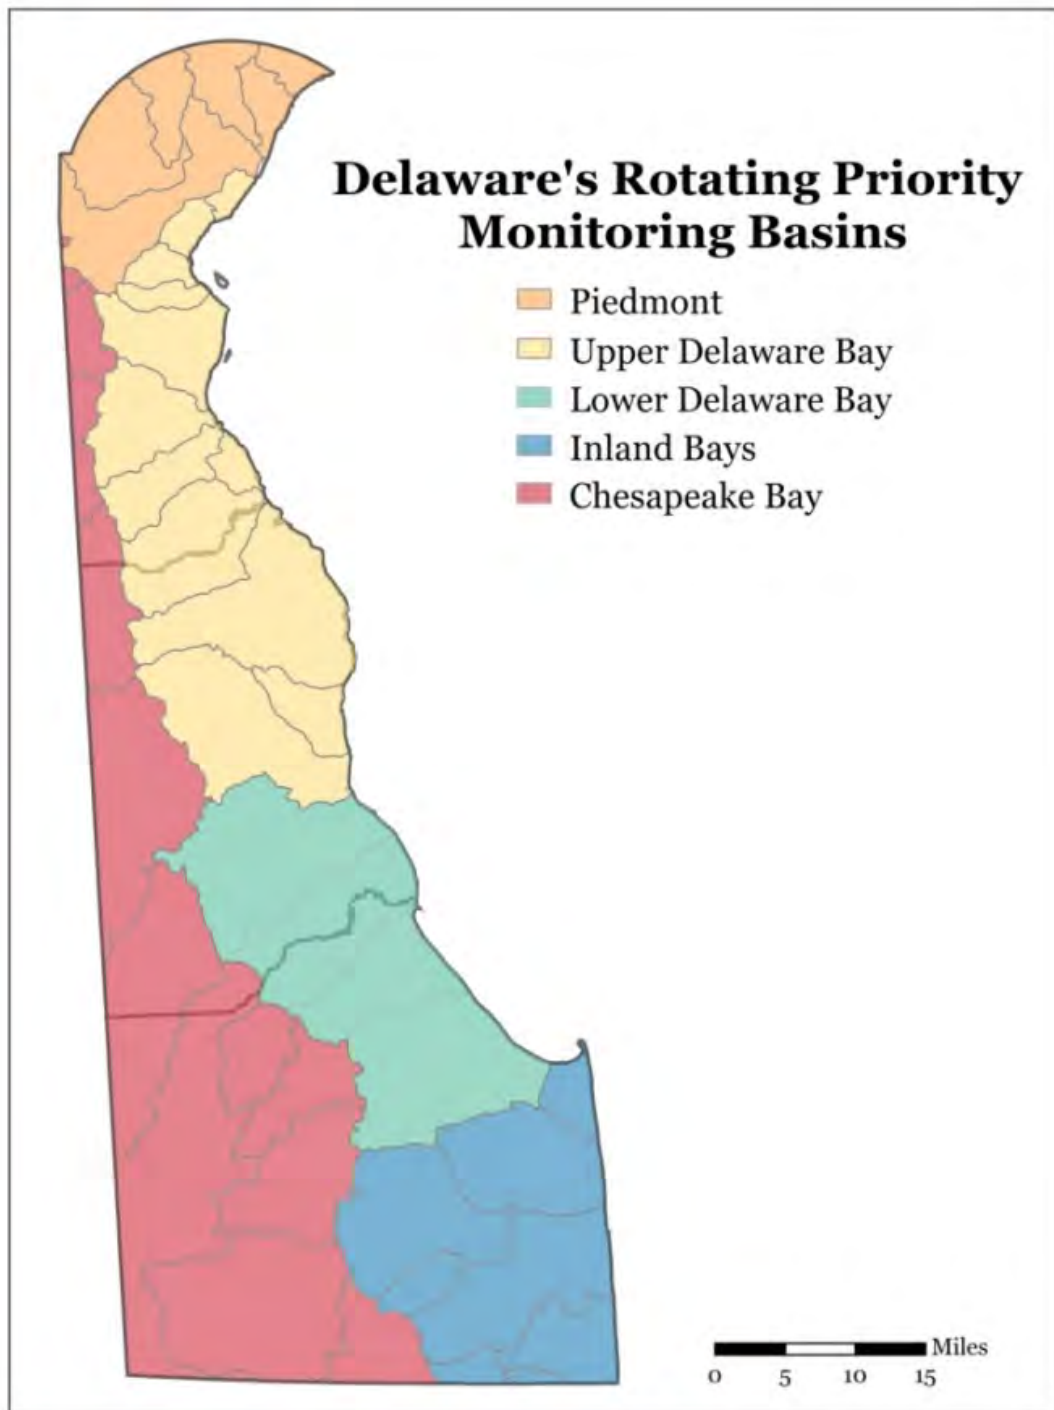 Delaware's Rotating Priority
Monitoring Basins
Piedmont
Upper Delaware Bay
Lower Delaware Bay
Inland Bays
Chesapeake Bay
Miles
0 5 10 15